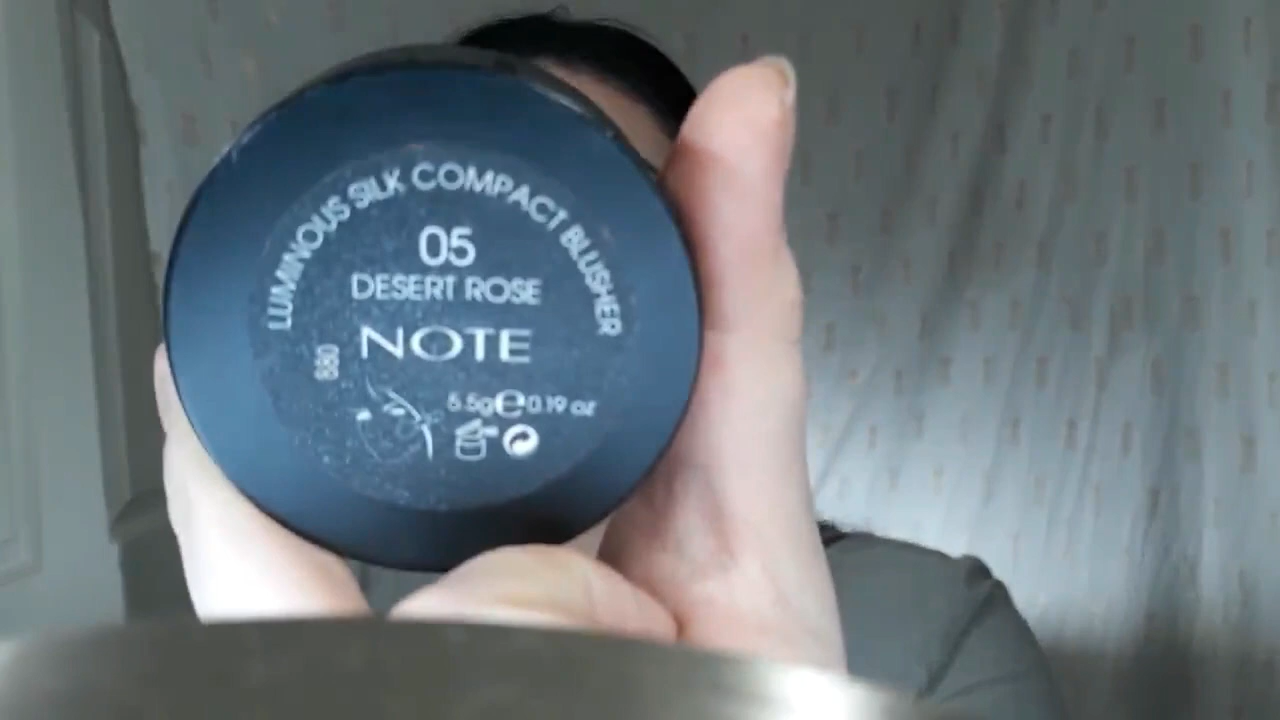 LUMINOUS SILK COMPACT BLUSHER
05
DESERT ROSE
NOTE
5.5g e 0.19 oz